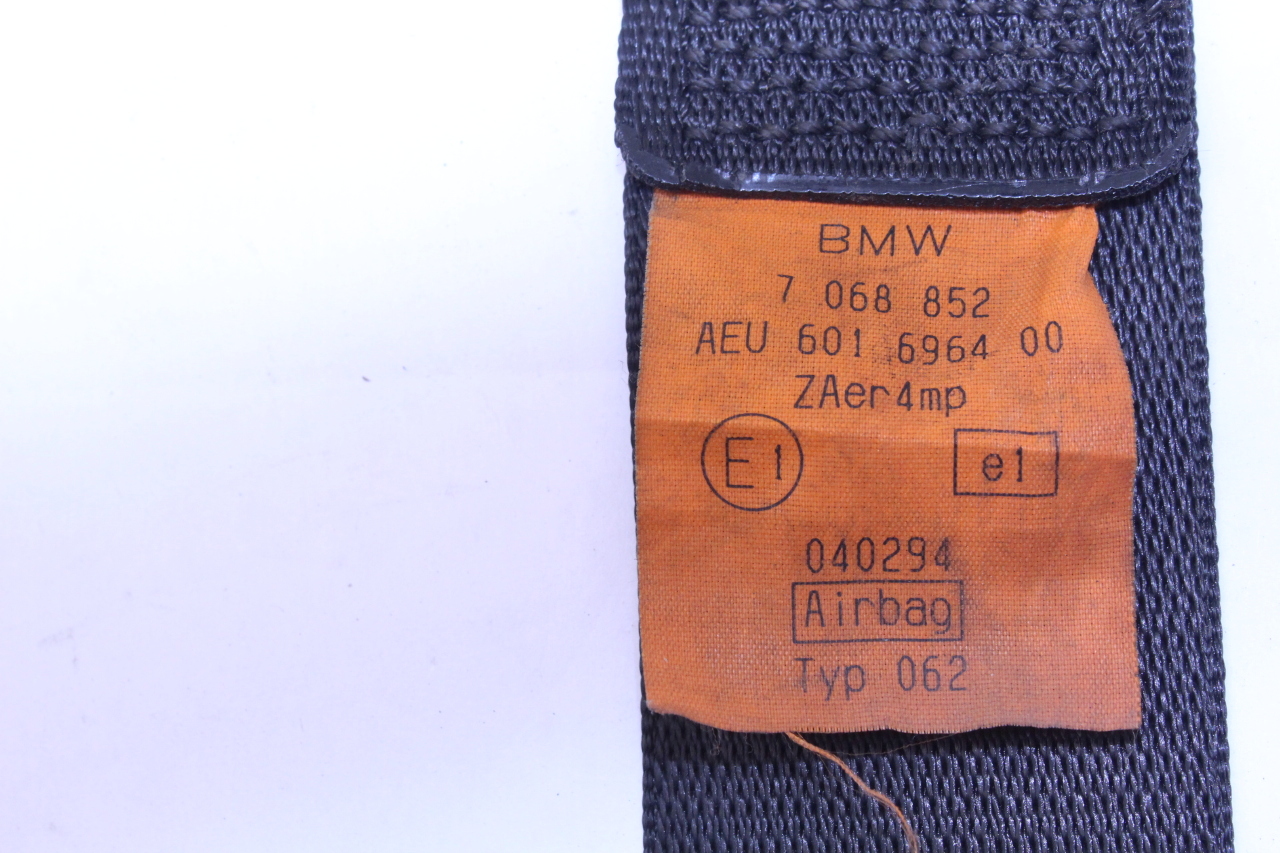 BMW
7 068 852
AEU 601 6964 00
ZAer4mp
E1 e1
040294
Airbag
Typ 062